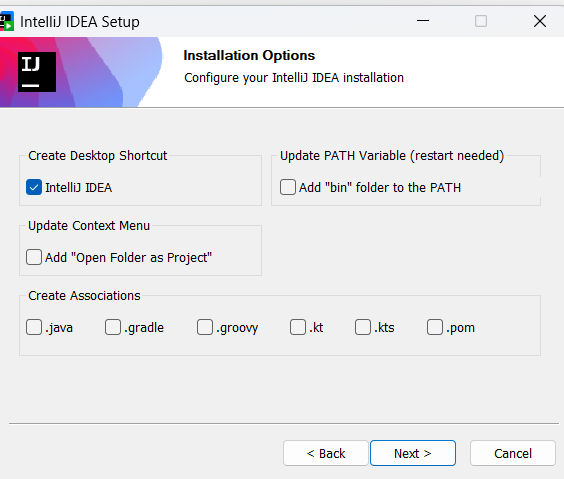 IntelliJ IDEA Setup
IJ
Installation Options
Configure your IntelliJ IDEA installation
Create Desktop Shortcut
IntelliJ IDEA
Update PATH Variable (restart needed)
Add "bin" folder to the PATH
Update Context Menu
Add "Open Folder as Project"
Create Associations
.java .gradle .groovy .kt .kts .pom
< Back Next > Cancel